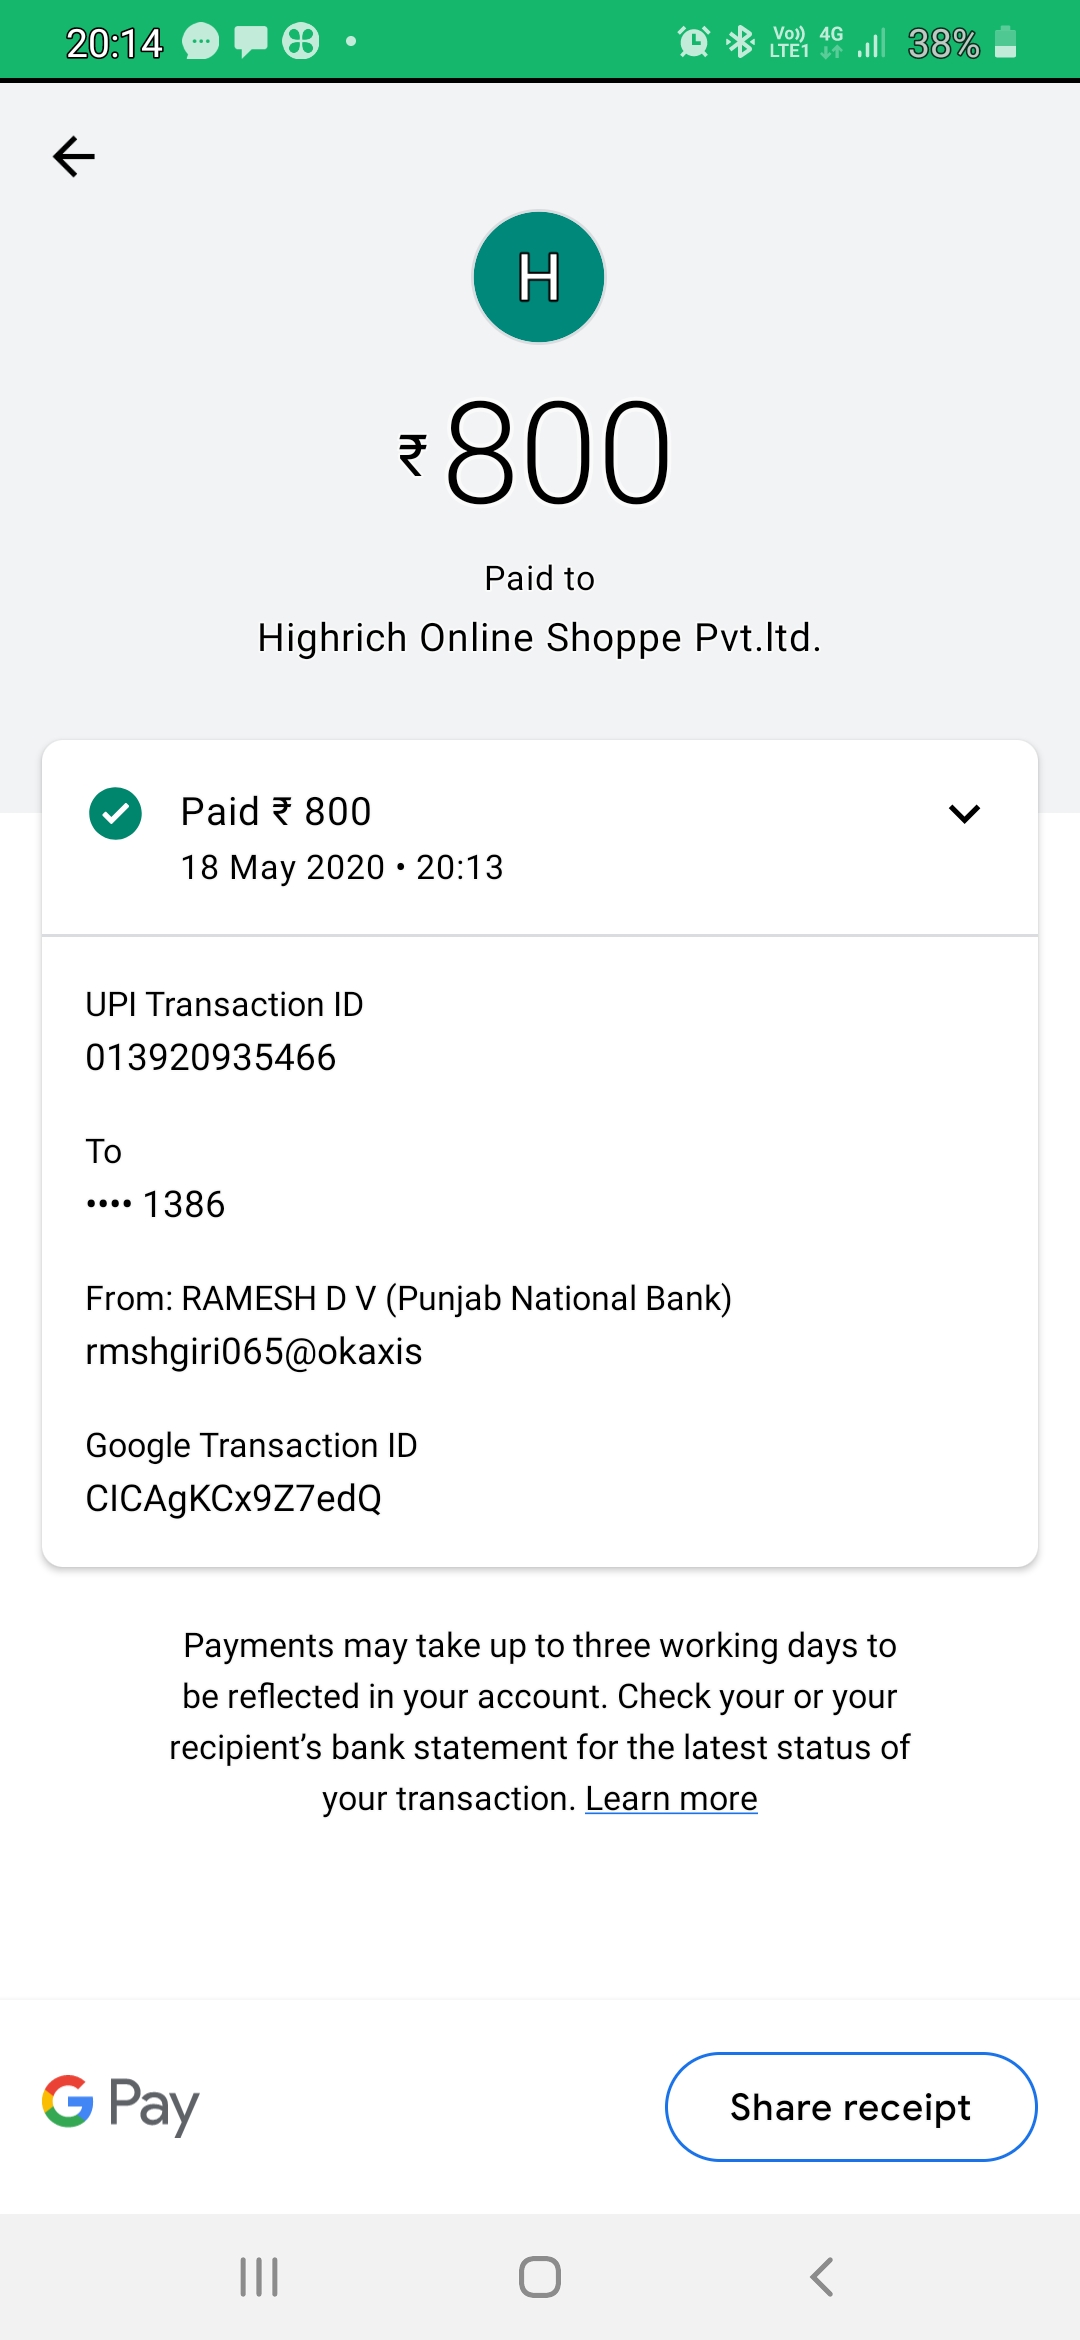 20:14 Vo)) LTE1 4G 38%
H
₹800
Paid to
Highrich Online Shoppe Pvt.ltd.
Paid ₹ 800
18 May 2020 • 20:13
UPI Transaction ID
013920935466
To
•••• 1386
From: RAMESH D V (Punjab National Bank)
rmshgiri065@okaxis
Google Transaction ID
CICAgKCx9Z7edQ
Payments may take up to three working days to
be reflected in your account. Check your or your
recipient’s bank statement for the latest status of
your transaction. Learn more
G Pay
Share receipt